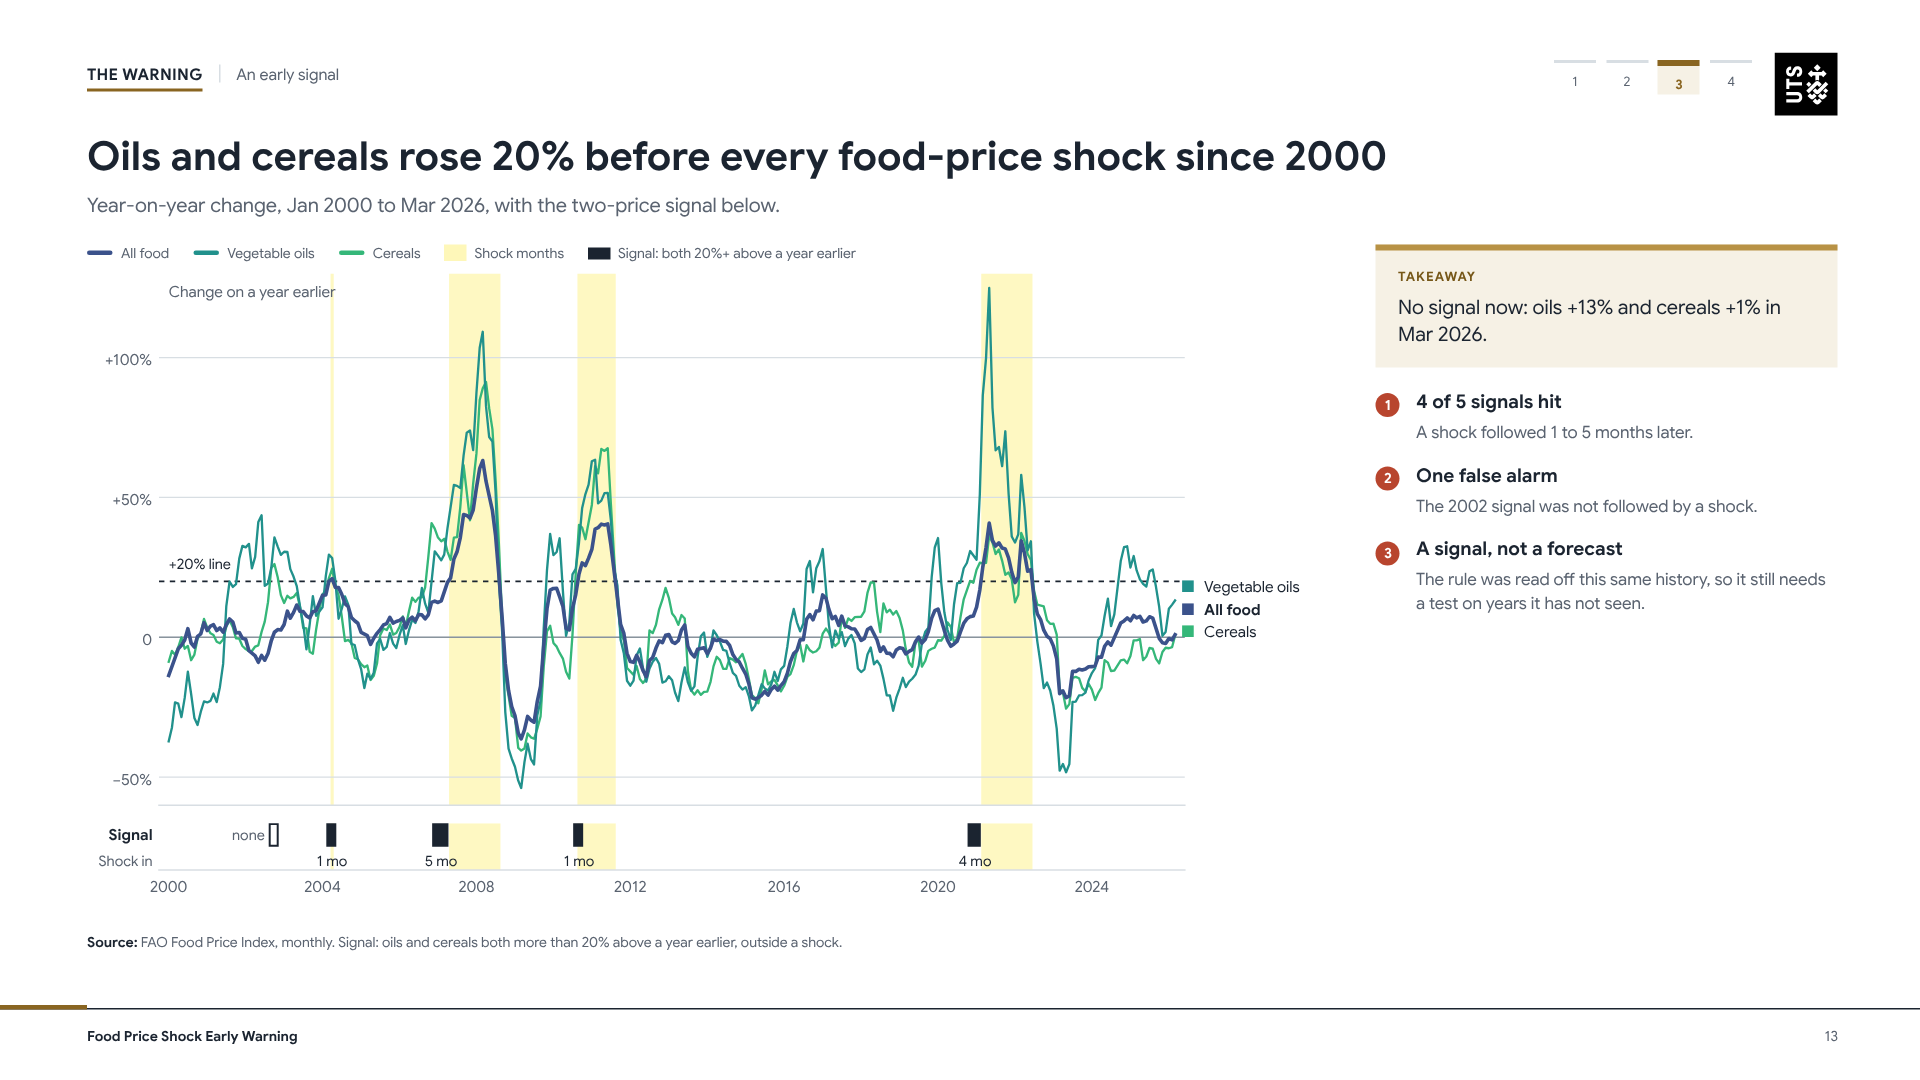 THE WARNING
An early signal
1 2 3 4
UTS
Oils and cereals rose 20% before every food-price shock since 2000
Year-on-year change, Jan 2000 to Mar 2026, with the two-price signal below.
All food Vegetable oils Cereals Shock months Signal: both 20%+ above a year earlier
Change on a year earlier
+100%
+50%
+20% line
0
−50%
Vegetable oils
All food
Cereals
Signal none
Shock in 1 mo 5 mo 1 mo 4 mo
2000 2004 2008 2012 2016 2020 2024
TAKEAWAY
No signal now: oils +13% and cereals +1% in
Mar 2026.
1 4 of 5 signals hit
A shock followed 1 to 5 months later.
2 One false alarm
The 2002 signal was not followed by a shock.
3 A signal, not a forecast
The rule was read off this same history, so it still needs
a test on years it has not seen.
Source: FAO Food Price Index, monthly. Signal: oils and cereals both more than 20% above a year earlier, outside a shock.
Food Price Shock Early Warning
13